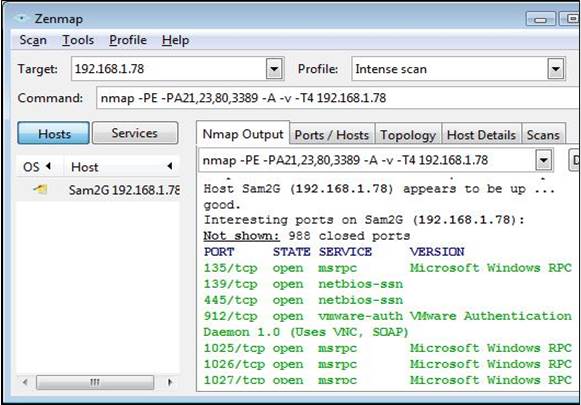 Zenmap
Scan Tools Profile Help
Target: 192.168.1.78 Profile: Intense scan
Command: nmap -PE -PA21,23,80,3389 -A -v -T4 192.168.1.78
Hosts Services
Nmap Output Ports / Hosts Topology Host Details Scans
OS Host
nmap -PE -PA21,23,80,3389 -A -v -T4 192.168.1.78
Sam2G 192.168.1.78
Host Sam2G (192.168.1.78) appears to be up ...
good.
Interesting ports on Sam2G (192.168.1.78):
Not shown: 988 closed ports
PORT STATE SERVICE VERSION
135/tcp open msrpc Microsoft Windows RPC
139/tcp open netbios-ssn
445/tcp open netbios-ssn
912/tcp open vmware-auth VMware Authentication
Daemon 1.0 (Uses VNC, SOAP)
1025/tcp open msrpc Microsoft Windows RPC
1026/tcp open msrpc Microsoft Windows RPC
1027/tcp open msrpc Microsoft Windows RPC